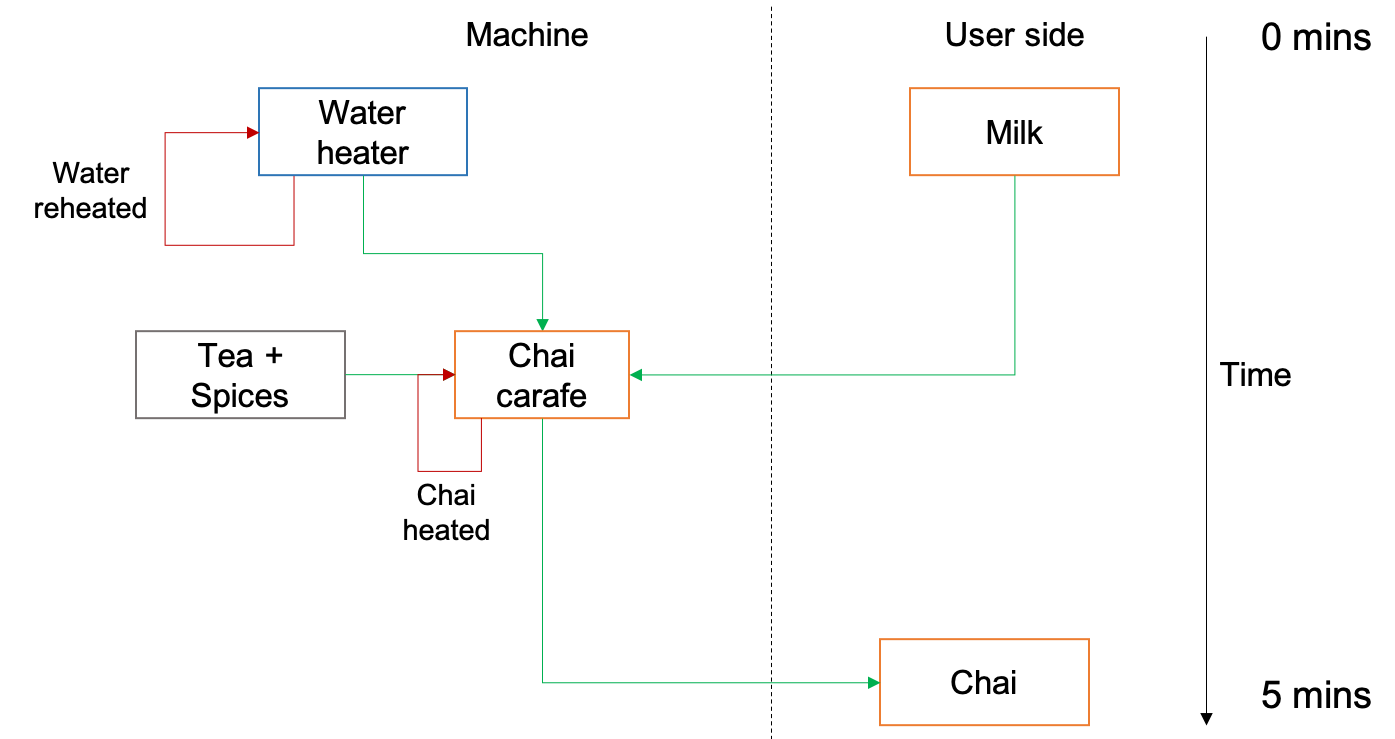 Machine
User side
0 mins
Water
heater
Milk
Water
reheated
Tea +
Spices
Chai
carafe
Time
Chai
heated
Chai
5 mins